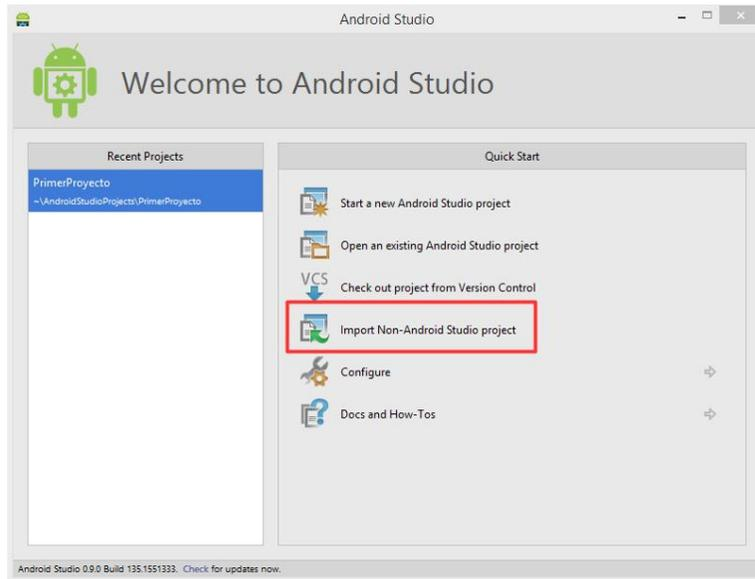 Android Studio
Welcome to Android Studio
Recent Projects
PrimerProyecto
~\AndroidStudioProjects\PrimerProyecto
Quick Start
Start a new Android Studio project
Open an existing Android Studio project
VCS
Check out project from Version Control
Import Non-Android Studio project
Configure
Docs and How-Tos
Android Studio 0.9.0 Build 135.1551333. Check for updates now.